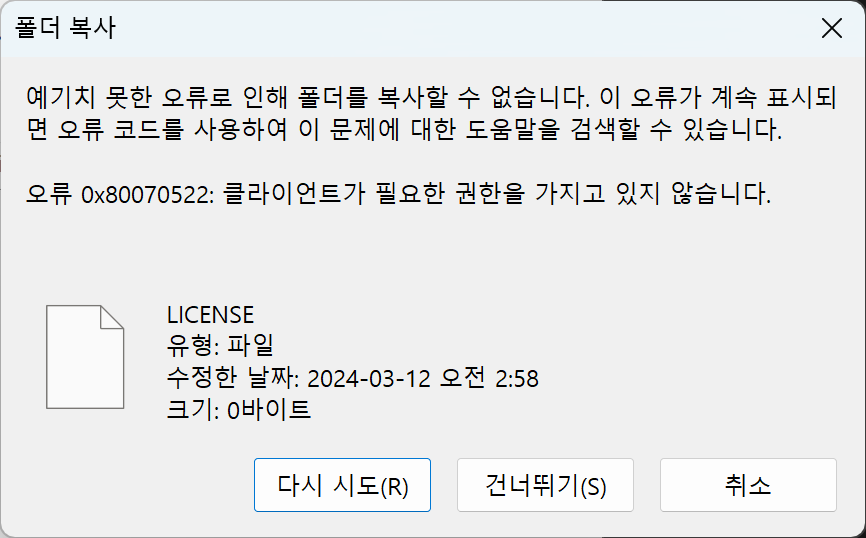 폴더 복사
예기치 못한 오류로 인해 폴더를 복사할 수 없습니다. 이 오류가 계속 표시되
면 오류 코드를 사용하여 이 문제에 대한 도움말을 검색할 수 있습니다.
오류 0x80070522: 클라이언트가 필요한 권한을 가지고 있지 않습니다.
LICENSE
유형: 파일
수정한 날짜: 2024-03-12 오전 2:58
크기: 0바이트
다시 시도(R) 건너뛰기(S) 취소